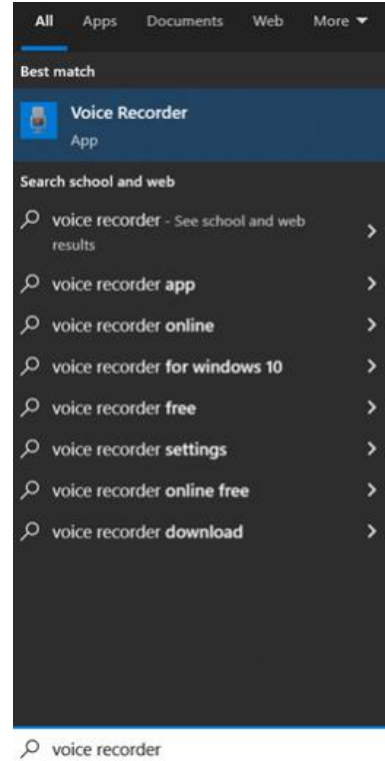 All Apps Documents Web More
Best match
Voice Recorder
App
Search school and web
voice recorder - See school and web
results
voice recorder app
voice recorder online
voice recorder for windows 10
voice recorder free
voice recorder settings
voice recorder online free
voice recorder download
voice recorder